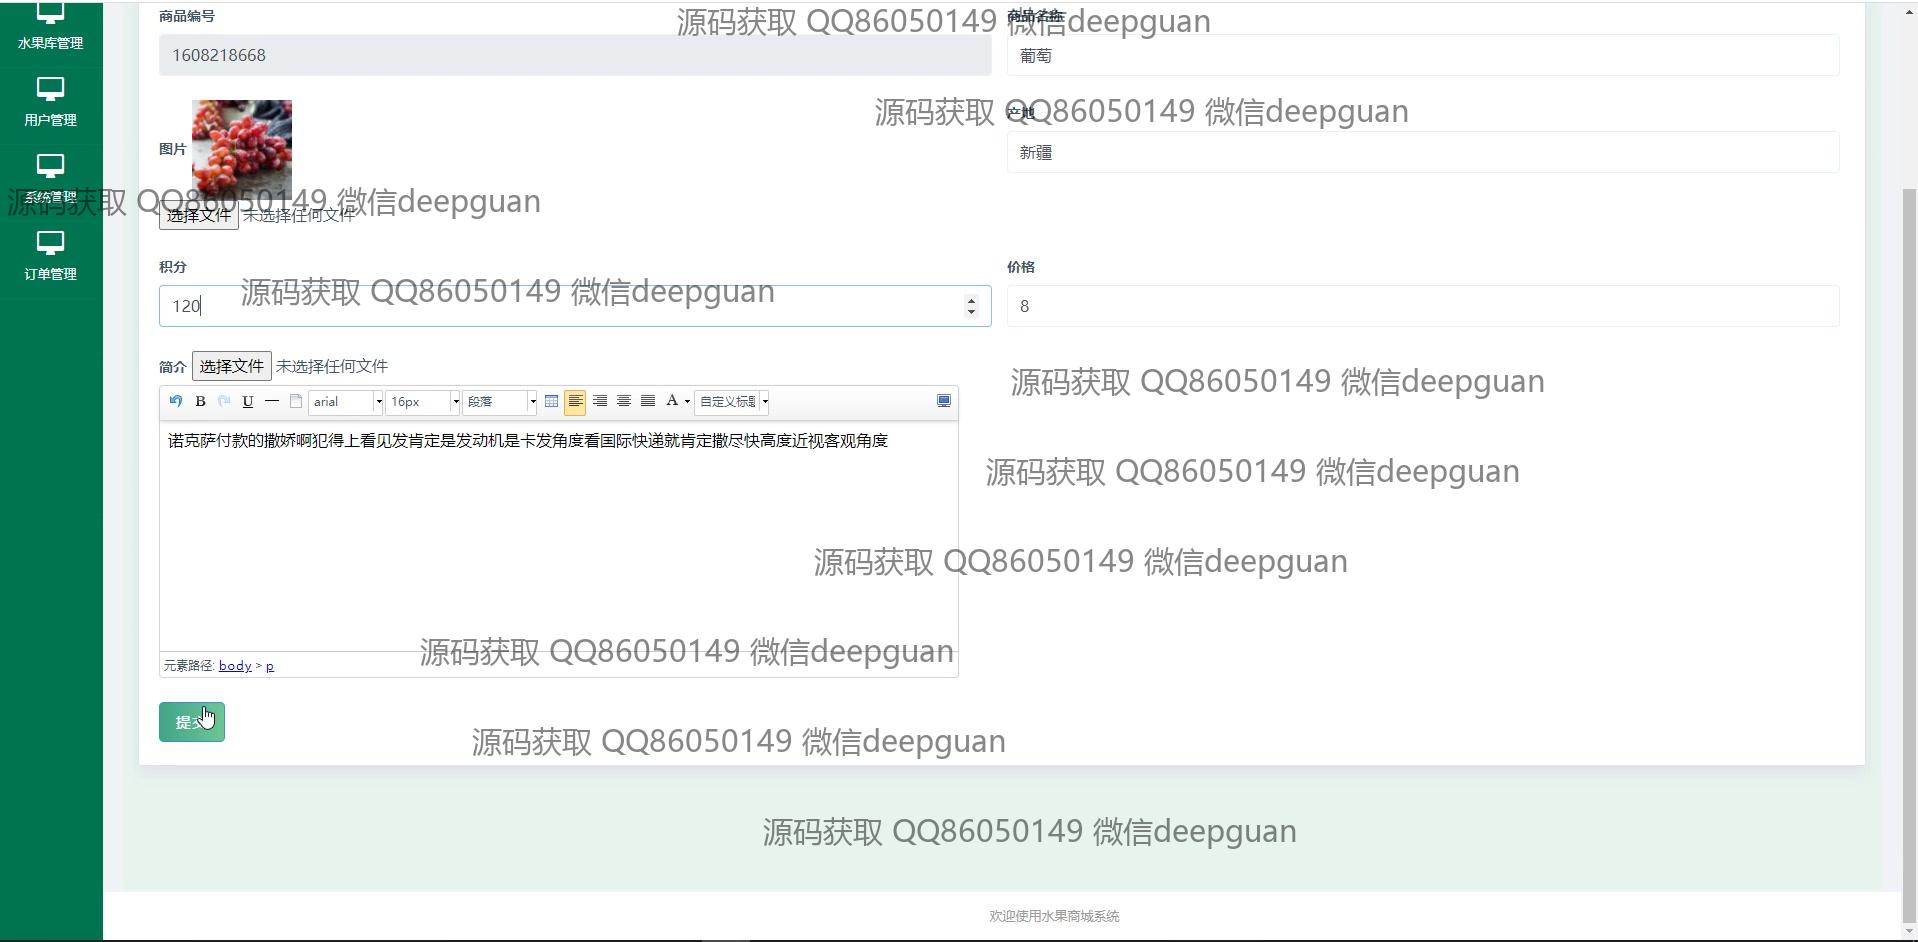 商品编号
源码获取 QQ86050149 微信deepguan
商品名称
水果库管理
1608218668
葡萄
用户管理
源码获取 QQ86050149 微信deepguan
产地
图片
新疆
系统管理
源码获取 QQ86050149 微信deepguan
选择文件 未选择任何文件
订单管理
积分
价格
源码获取 QQ86050149 微信deepguan
120
8
简介 选择文件 未选择任何文件
源码获取 QQ86050149 微信deepguan
B U arial 16px 段落 A 自定义标题
诺克萨付款的撒娇啊犯得上看见发肯定是发动机是卡发角度看国际快递就肯定撒尽快高度近视客观角度
源码获取 QQ86050149 微信deepguan
源码获取 QQ86050149 微信deepguan
源码获取 QQ86050149 微信deepguan
元素路径: body > p
提交
源码获取 QQ86050149 微信deepguan
源码获取 QQ86050149 微信deepguan
欢迎使用水果商城系统